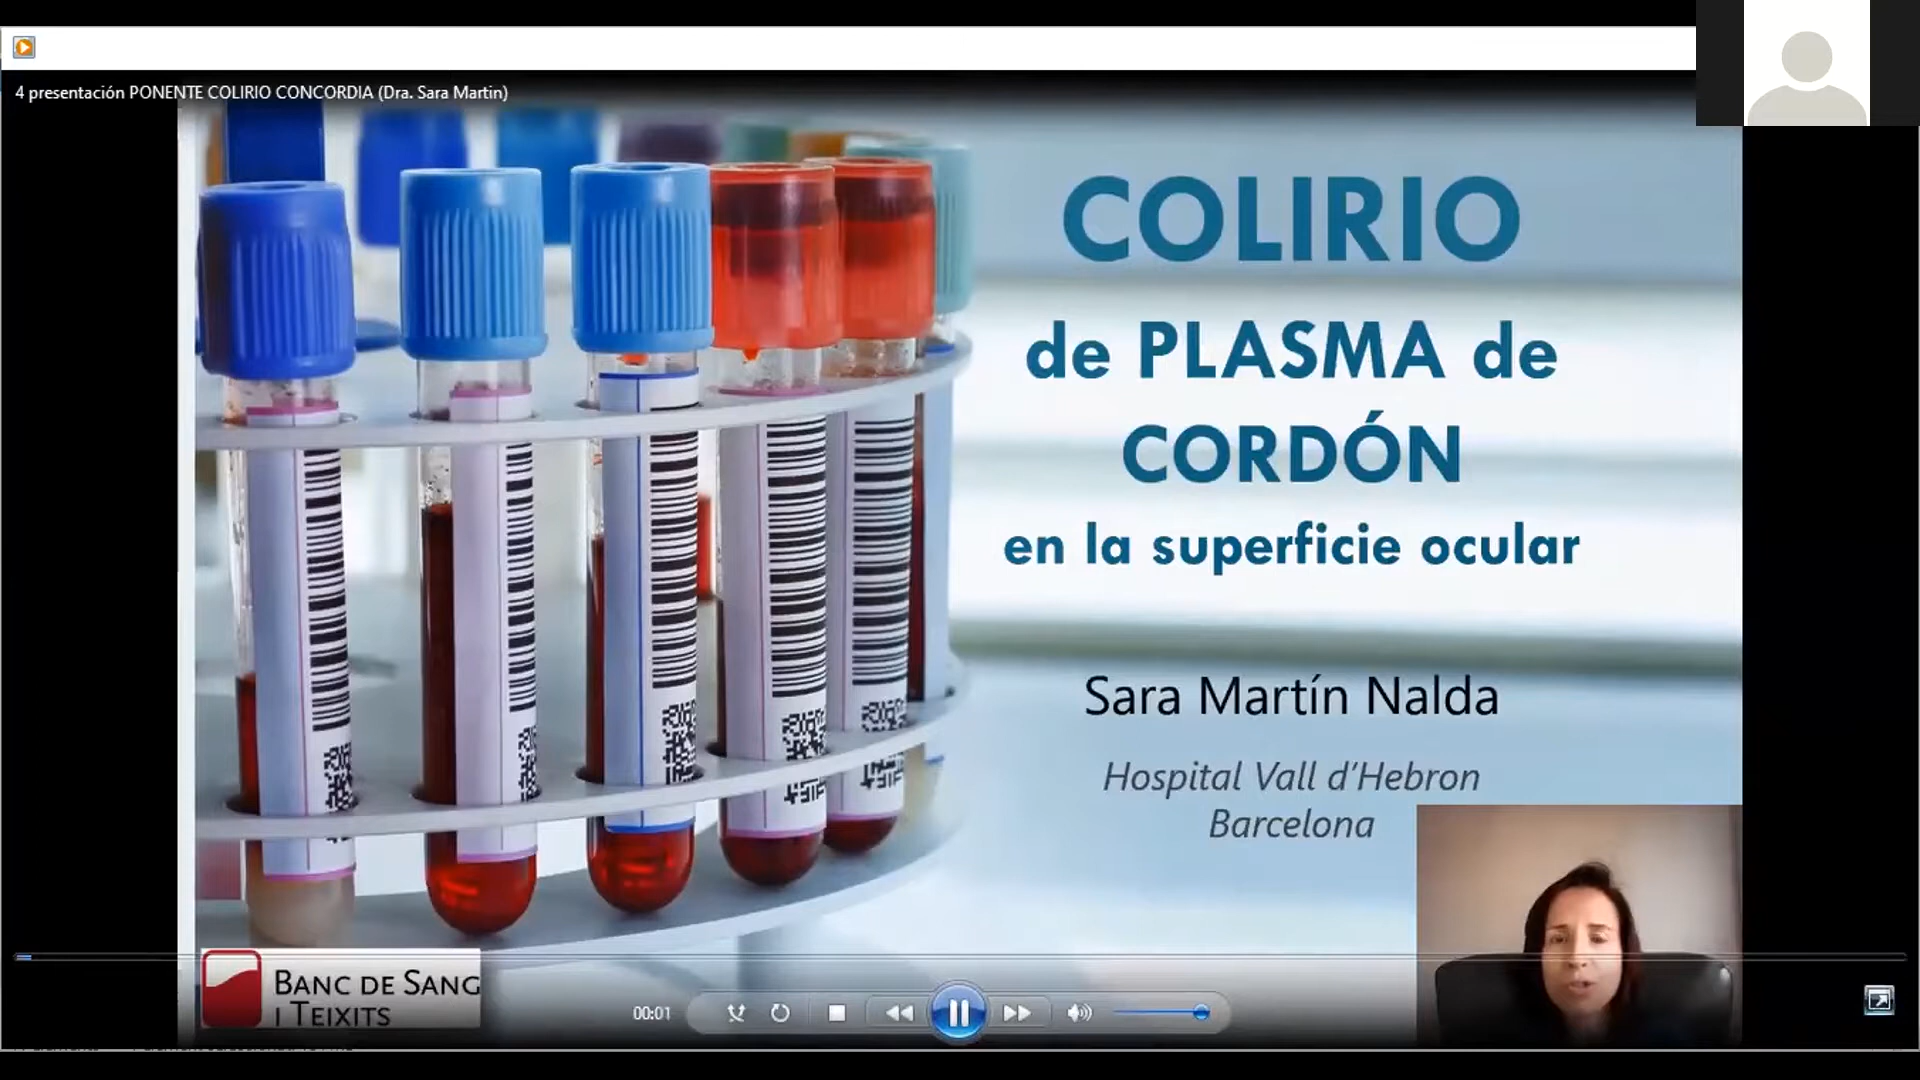 4 presentación PONENTE COLIRIO CONCORDIA (Dra. Sara Martin)
COLIRIO
de PLASMA de
CORDÓN
en la superficie ocular
Sara Martín Nalda
Hospital Vall d'Hebron
Barcelona
BANC DE SANG
I TEIXITS
00:01